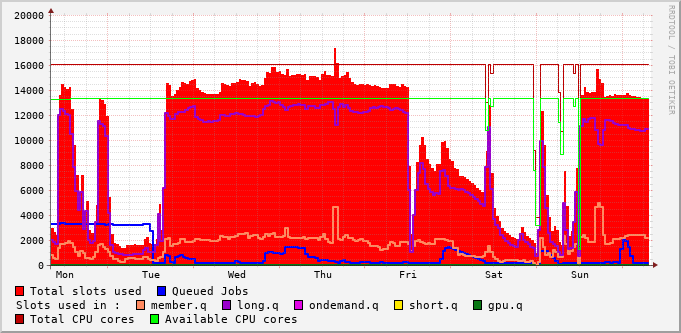 20000
18000
16000
14000
12000
10000
8000
6000
4000
2000
0
Mon Tue Wed Thu Fri Sat Sun
RRDTOOL / TOBI OETIKER
Total slots used Queued Jobs
Slots used in : member.q long.q ondemand.q short.q gpu.q
Total CPU cores Available CPU cores